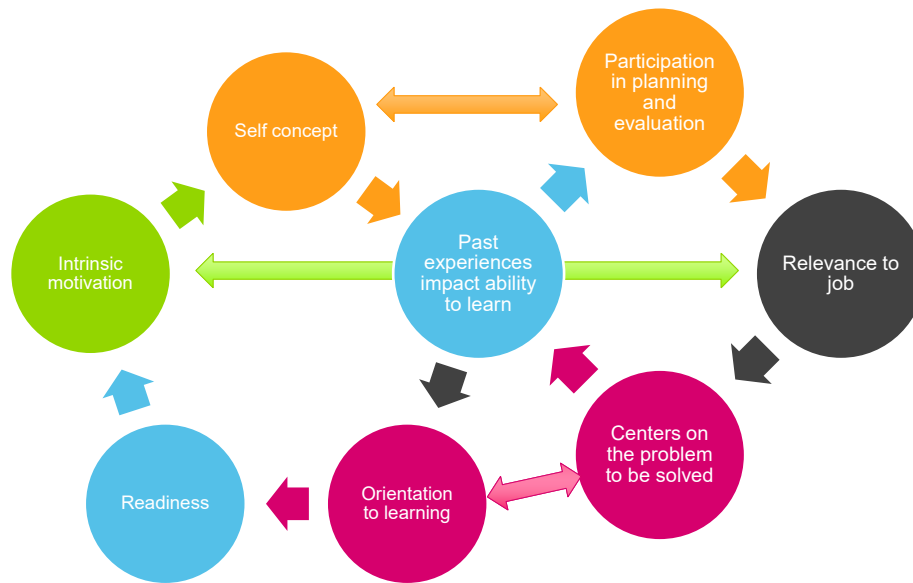 Participation
in planning
and
evaluation
Self concept
Intrinsic
motivation
Past
experiences
impact ability
to learn
Relevance to
job
Centers on
the problem
to be solved
Readiness
Orientation
to learning